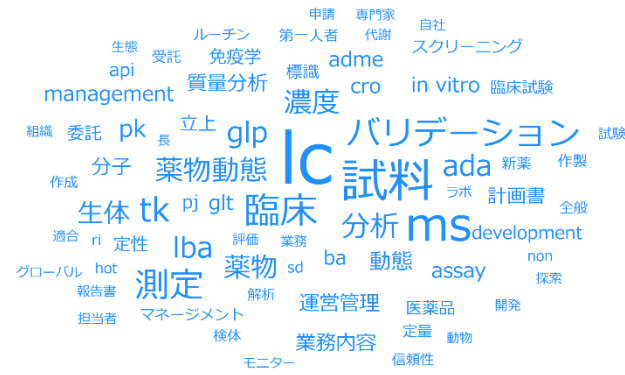 申請 専門家
自社
ルーチン 第一人者 代謝
生態 受託 免疫学 スクリーニング
api 質量分析 標識 adme
management 濃度 cro in vitro 臨床試験
組織 委託 pk 長 立上 glp lc バリデーション 試験
分子 薬物動態 試料 ada 新薬 作製
作成 ラボ 計画書
生体 tk pj glt 臨床 分析 ms 全般
適合 ri 定性 lba 評価 業務 development
グローバル hot 薬物 sd ba 動態 assay non
報告書 測定 解析 探索
担当者 マネージメント 運営管理 医薬品 開発
検体 業務内容 定量 動物
モニター 信頼性